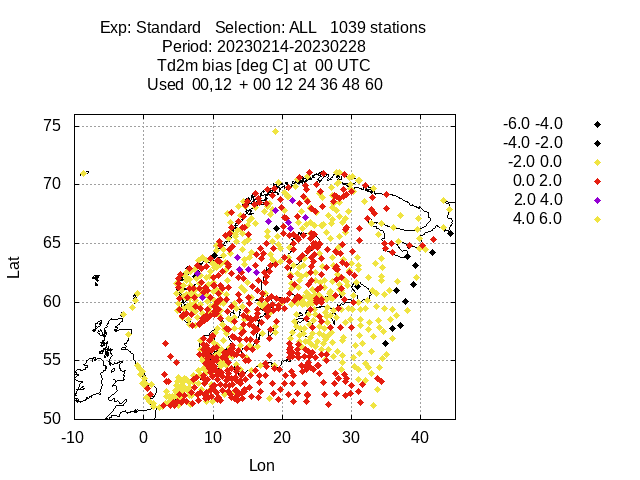 Exp: Standard Selection: ALL 1039 stations
Period: 20230214-20230228
Td2m bias [deg C] at 00 UTC
Used 00,12 + 00 12 24 36 48 60
-6.0 -4.0
-4.0 -2.0
-2.0 0.0
0.0 2.0
2.0 4.0
4.0 6.0
75
70
65
60
55
50
Lat
-10 0 10 20 30 40
Lon